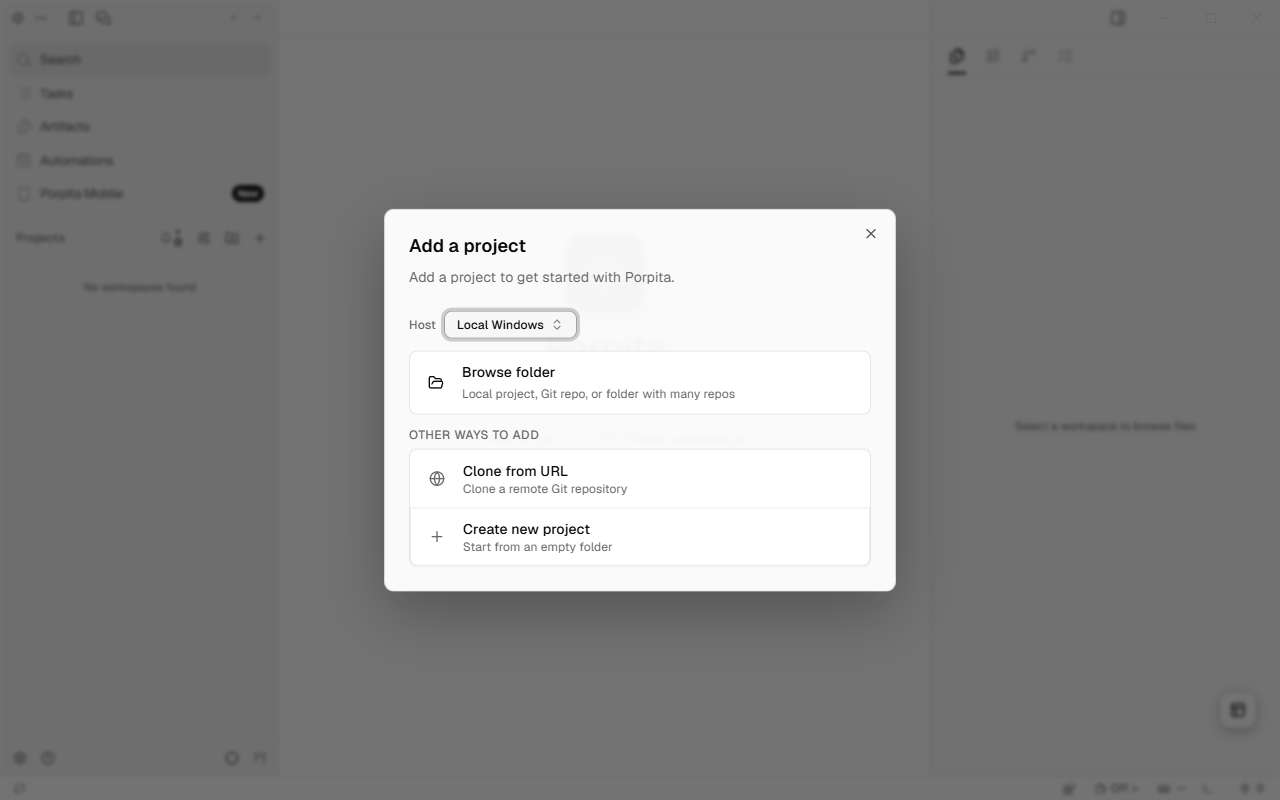 Search
Tasks
Artifacts
Automations
Porpita Mobile
New
Projects
No workspaces found
Add a project
Add a project to get started with Porpita.
Host
Local Windows
Browse folder
Local project, Git repo, or folder with many repos
OTHER WAYS TO ADD
Clone from URL
Clone a remote Git repository
Create new project
Start from an empty folder
Select a workspace to browse files
Off